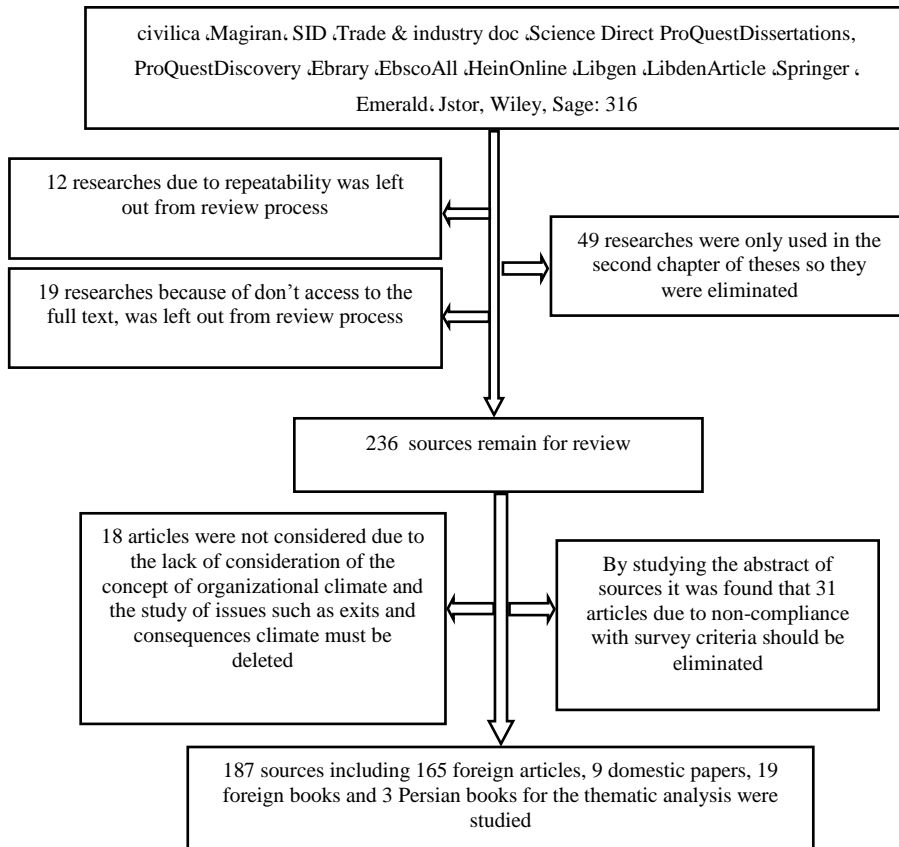 civilica ،Magiran، SID ،Trade & industry doc ،Science Direct ProQuestDissertations,
ProQuestDiscovery ،Ebrary ،EbscoAll ،HeinOnline ،Libgen ،LibdenArticle ،Springer ،
Emerald، Jstor, Wiley, Sage: 316
12 researches due to repeatability was left
out from review process
49 researches were only used in the
second chapter of theses so they
were eliminated
19 researches because of don’t access to the
full text, was left out from review process
236 sources remain for review
18 articles were not considered due to
the lack of consideration of the
concept of organizational climate and
the study of issues such as exits and
consequences climate must be
deleted
By studying the abstract of
sources it was found that 31
articles due to non-compliance
with survey criteria should be
eliminated
187 sources including 165 foreign articles, 9 domestic papers, 19
foreign books and 3 Persian books for the thematic analysis were
studied